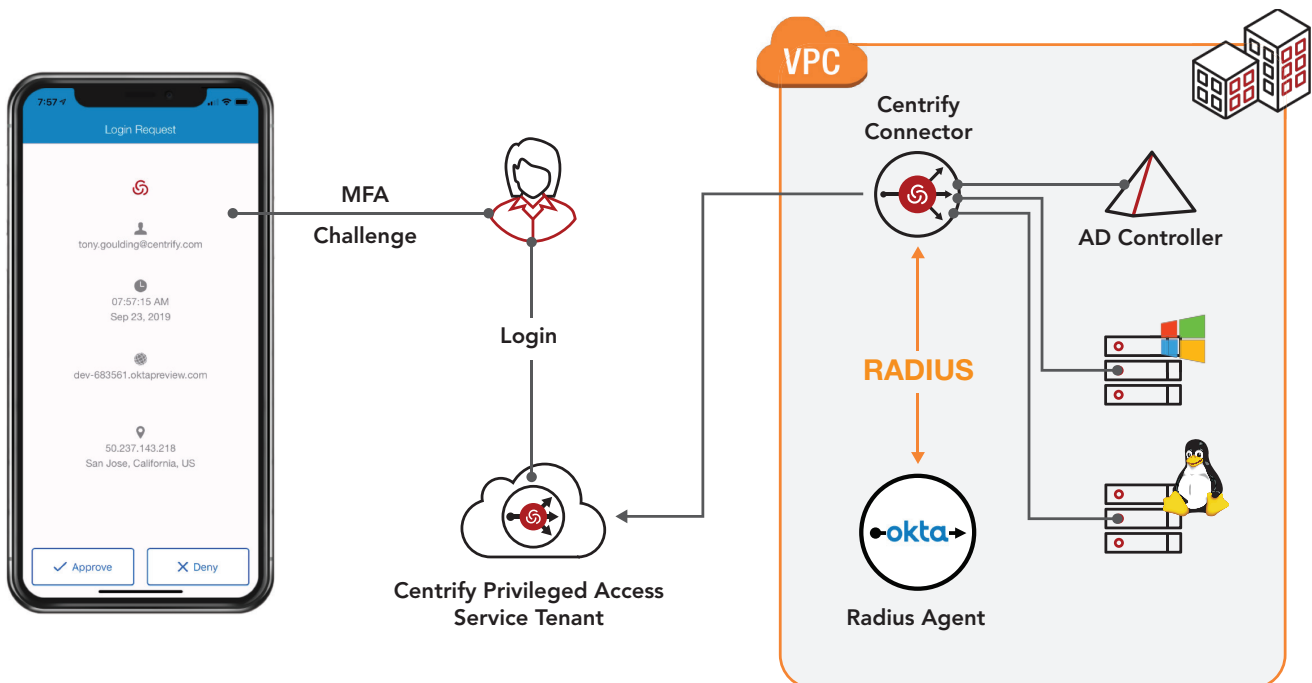 7:57
Login Request
tony.goulding@centrify.com
07:57:15 AM
Sep 23, 2019
dev-683561.oktapreview.com
50.237.143.218
San Jose, California, US
Approve
Deny
MFA
Challenge
Login
Centrify Privileged Access
Service Tenant
VPC
Centrify
Connector
AD Controller
RADIUS
okta
Radius Agent